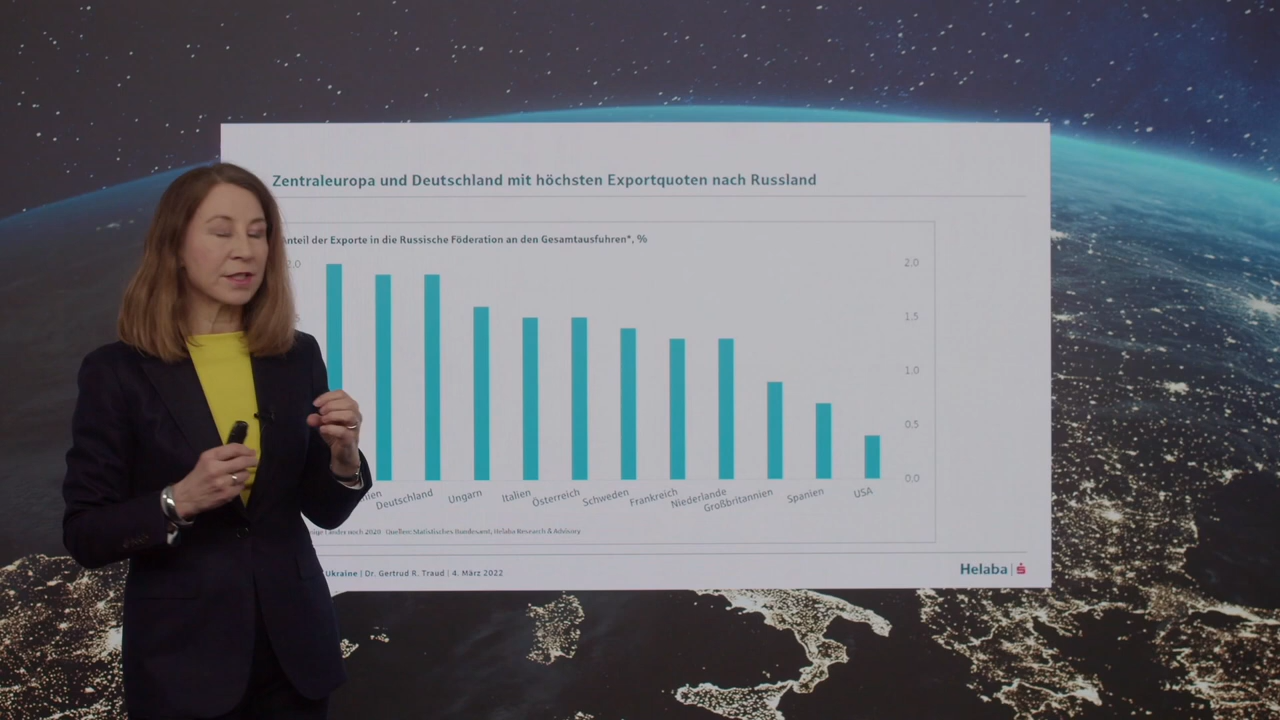 Zentraleuropa und Deutschland mit höchsten Exportquoten nach Russland
Anteil der Exporte in die Russische Föderation an den Gesamtausfuhren*, %
2.0
2.0
1.5
1.0
0.5
0.0
Deutschland Ungarn Italien Österreich Schweden Frankreich Niederlande Großbritannien Spanien USA
Länder noch 2020 Quellen: Statistisches Bundesamt, Helaba Research & Advisory
Ukraine | Dr. Gertrud R. Traud | 4. März 2022
Helaba